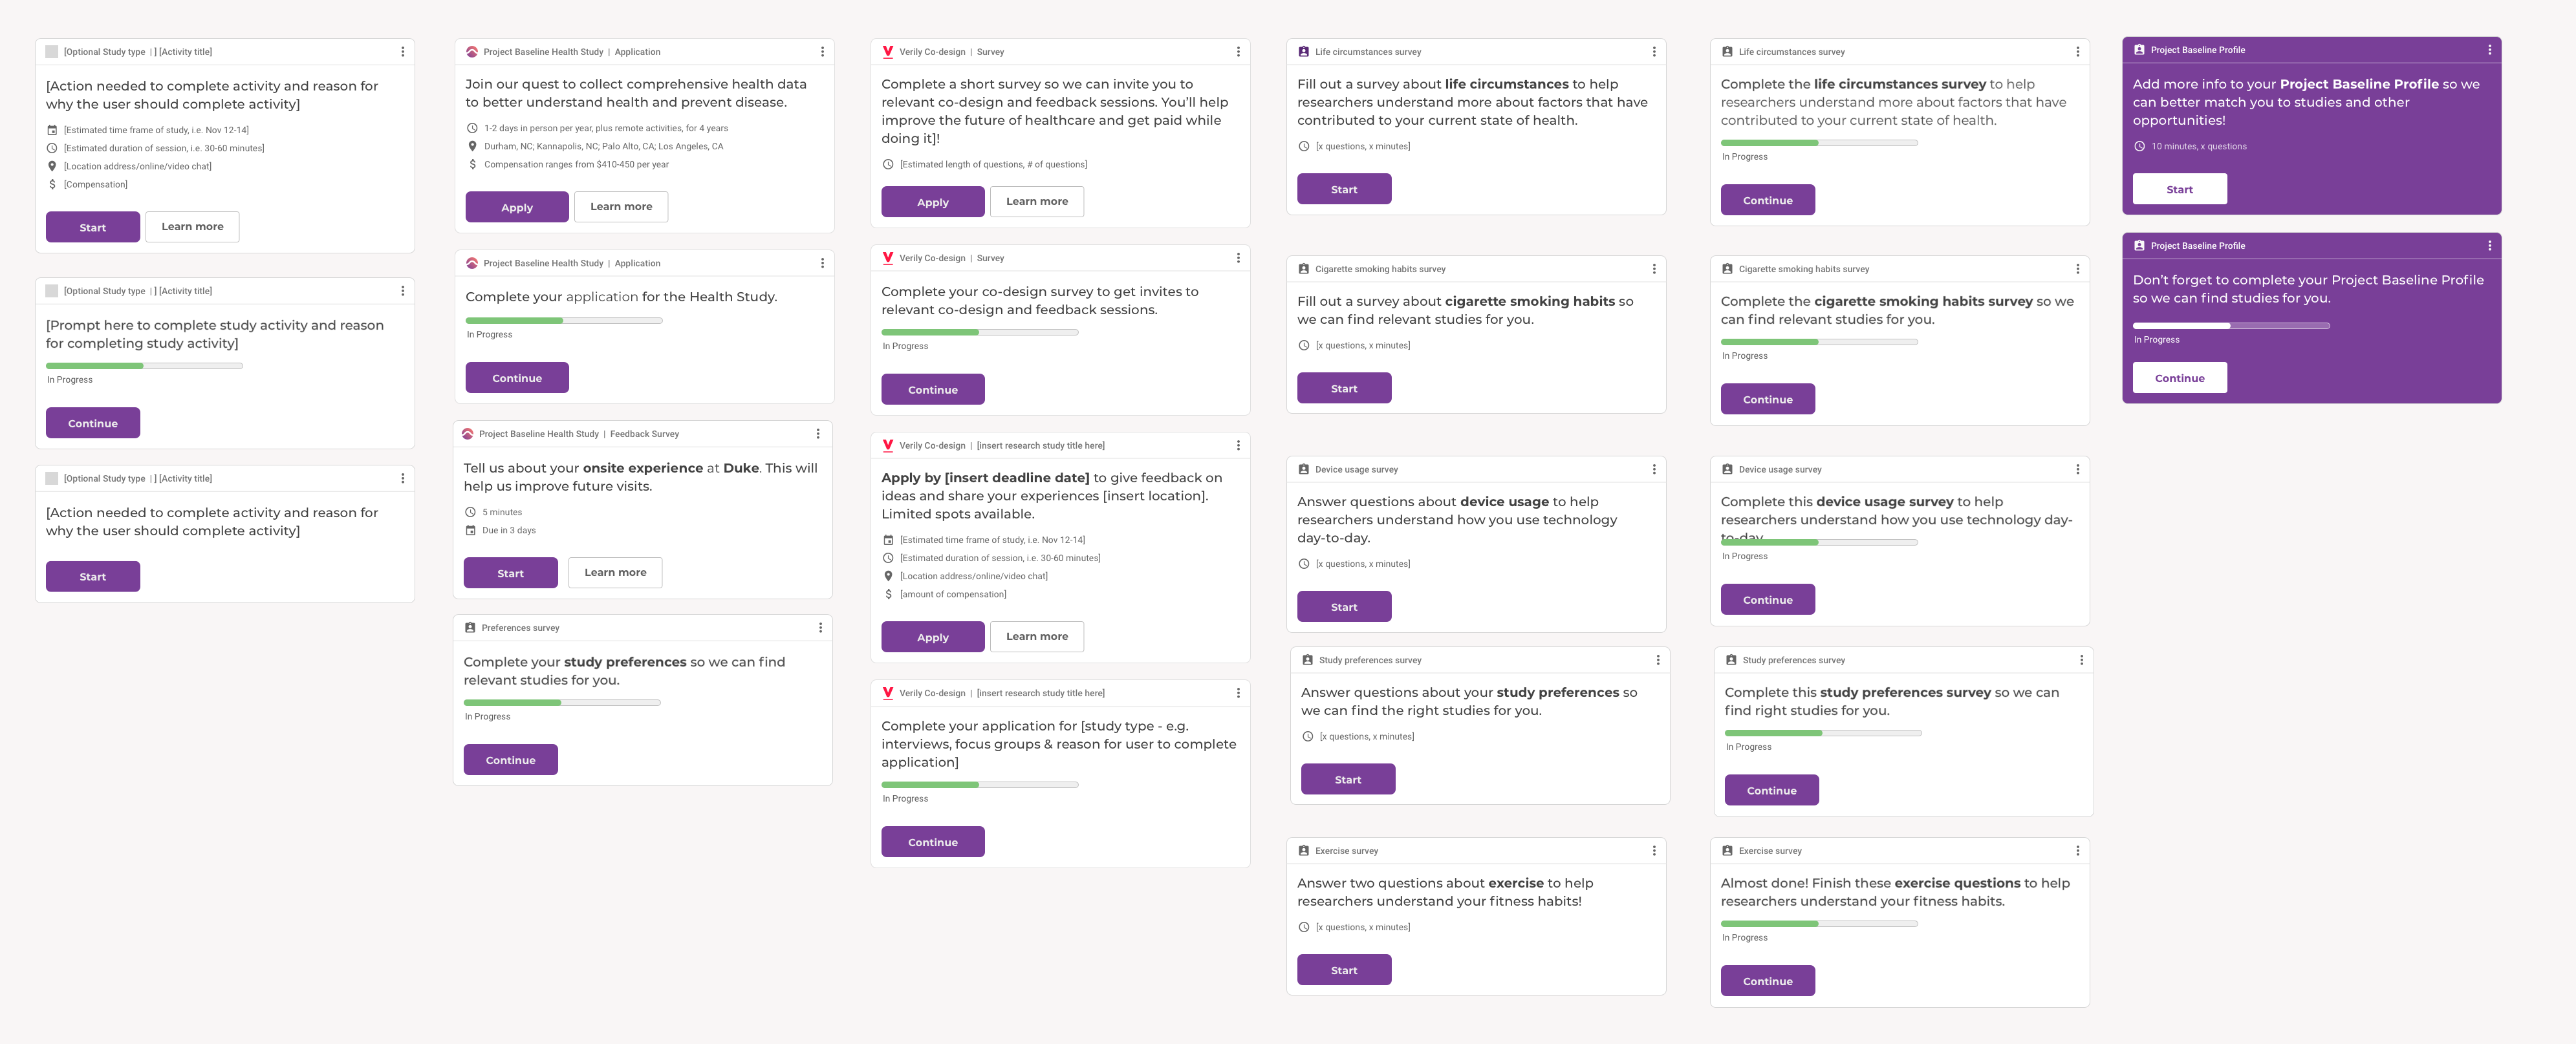 [Optional Study type | ] [Activity title]
[Action needed to complete activity and reason for
why the user should complete activity]
[Estimated time frame of study, i.e. Nov 12-14]
[Estimated duration of session, i.e. 30-60 minutes]
[Location address/online/video chat]
$ [Compensation]
Start
Learn more
[Optional Study type | ] [Activity title]
[Prompt here to complete study activity and reason
for completing study activity]
In Progress
Continue
[Optional Study type | ] [Activity title]
[Action needed to complete activity and reason for
why the user should complete activity]
Start
Project Baseline Health Study | Application
Join our quest to collect comprehensive health data
to better understand health and prevent disease.
1-2 days in person per year, plus remote activities, for 4 years
Durham, NC; Kannapolis, NC; Palo Alto, CA; Los Angeles, CA
$ Compensation ranges from $410-450 per year
Apply
Learn more
Project Baseline Health Study | Application
Complete your application for the Health Study.
In Progress
Continue
Project Baseline Health Study | Feedback Survey
Tell us about your onsite experience at Duke. This will
help us improve future visits.
5 minutes
Due in 3 days
Start
Learn more
Preferences survey
Complete your study preferences so we can find
relevant studies for you.
In Progress
Continue
Verily Co-design | Survey
Complete a short survey so we can invite you to
relevant co-design and feedback sessions. You'll help
improve the future of healthcare and get paid while
doing it]!
[Estimated length of questions, # of questions]
Apply
Learn more
Verily Co-design | Survey
Complete your co-design survey to get invites to
relevant co-design and feedback sessions.
In Progress
Continue
Verily Co-design | [insert research study title here]
Apply by [insert deadline date] to give feedback on
ideas and share your experiences [insert location].
Limited spots available.
[Estimated time frame of study, i.e. Nov 12-14]
[Estimated duration of session, i.e. 30-60 minutes]
[Location address/online/video chat]
$ [amount of compensation]
Apply
Learn more
Verily Co-design | [insert research study title here]
Complete your application for [study type - e.g.
interviews, focus groups & reason for user to complete
application]
In Progress
Continue
Life circumstances survey
Fill out a survey about life circumstances to help
researchers understand more about factors that have
contributed to your current state of health.
[x questions, x minutes]
Start
Cigarette smoking habits survey
Fill out a survey about cigarette smoking habits so
we can find relevant studies for you.
[x questions, x minutes]
Start
Device usage survey
Answer questions about device usage to help
researchers understand how you use technology
day-to-day.
[x questions, x minutes]
Start
Study preferences survey
Answer questions about your study preferences so
we can find the right studies for you.
[x questions, x minutes]
Start
Exercise survey
Answer two questions about exercise to help
researchers understand your fitness habits!
[x questions, x minutes]
Start
Life circumstances survey
Complete the life circumstances survey to help
researchers understand more about factors that have
contributed to your current state of health.
In Progress
Continue
Cigarette smoking habits survey
Complete the cigarette smoking habits survey so we
can find relevant studies for you.
In Progress
Continue
Device usage survey
Complete this device usage survey to help
researchers understand how you use technology day-
to-day
In Progress
Continue
Study preferences survey
Complete this study preferences survey so we can
find right studies for you.
In Progress
Continue
Exercise survey
Almost done! Finish these exercise questions to help
researchers understand your fitness habits.
In Progress
Continue
Project Baseline Profile
Add more info to your Project Baseline Profile so we
can better match you to studies and other
opportunities!
10 minutes, x questions
Start
Project Baseline Profile
Don't forget to complete your Project Baseline Profile
so we can find studies for you.
In Progress
Continue